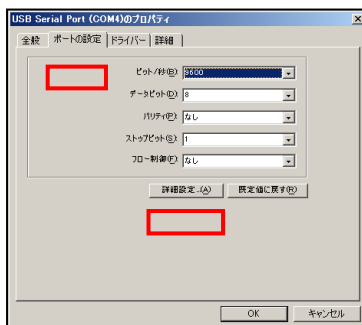 USB Serial Port (COM4)のプロパティ
全般 ポートの設定 ドライバー 詳細
ビット/秒(B): 9600
データ ビット(D): 8
パリティ(P): なし
ストップ ビット(S): 1
フロー制御(F): なし
詳細設定...(A) 既定値に戻す(R)
OK キャンセル